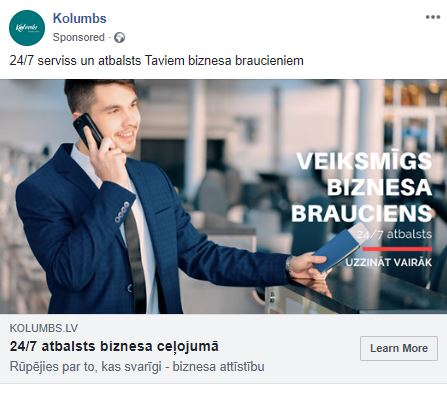 Kolumbs
Kolumbs
Sponsored ·
24/7 serviss un atbalsts Taviem biznesa braucieniem
VEIKSMĪGS
BIZNESA
BRAUCIENS
24/7 atbalsts
UZZINĀT VAIRĀK
KOLUMBS.LV
24/7 atbalsts biznesa ceļojumā
Learn More
Rūpējies par to, kas svarīgi - biznesa attīstību